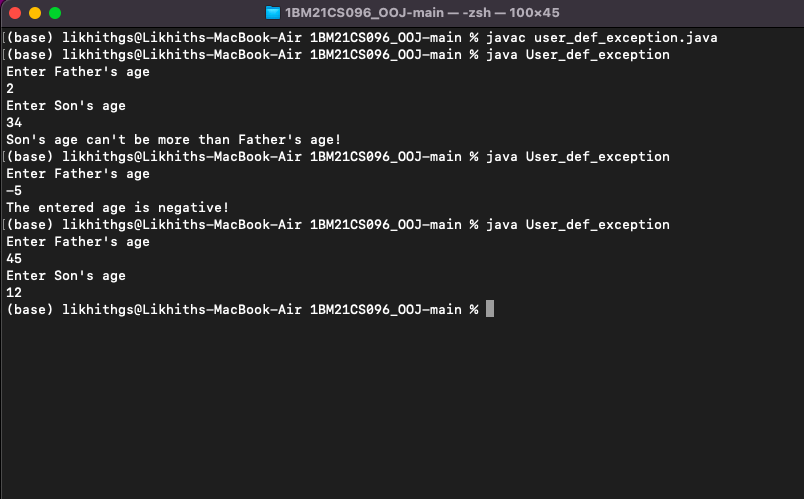 1BM21CS096_OOJ-main — -zsh — 100×45
(base) likhithgs@Likhiths-MacBook-Air 1BM21CS096_OOJ-main % javac user_def_exception.java
(base) likhithgs@Likhiths-MacBook-Air 1BM21CS096_OOJ-main % java User_def_exception
Enter Father's age
2
Enter Son's age
34
Son's age can't be more than Father's age!
(base) likhithgs@Likhiths-MacBook-Air 1BM21CS096_OOJ-main % java User_def_exception
Enter Father's age
-5
The entered age is negative!
(base) likhithgs@Likhiths-MacBook-Air 1BM21CS096_OOJ-main % java User_def_exception
Enter Father's age
45
Enter Son's age
12
(base) likhithgs@Likhiths-MacBook-Air 1BM21CS096_OOJ-main %